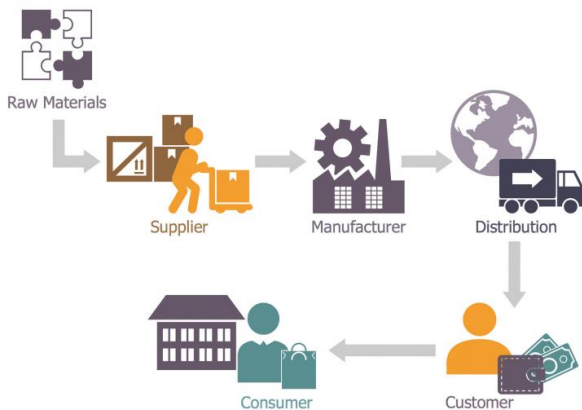 Raw Materials
Supplier
Manufacturer
Distribution
Consumer
Customer